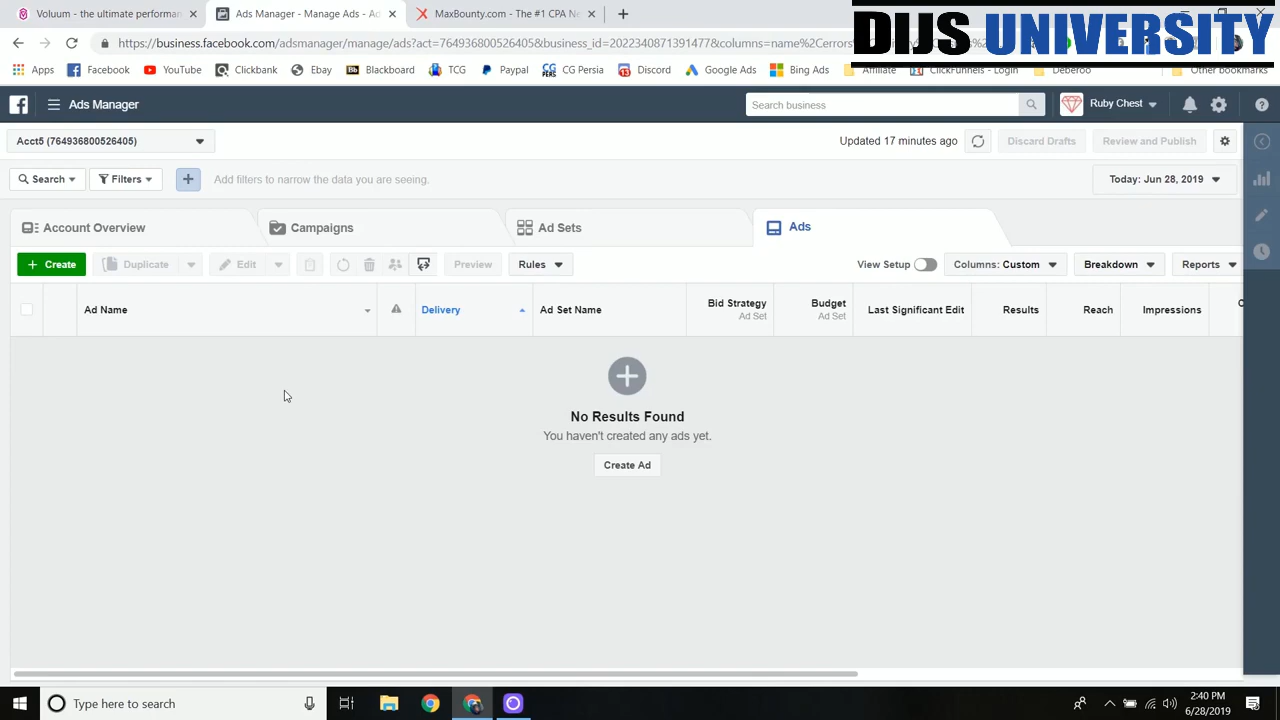 Voluum - the ultimate performan
Ads Manager - Manage Ads - Ad
MaxBounty.com - The #1 CPA Ne
DIJS UNIVERSITY
https://business.facebook.com/adsmanager/manage/ads?act=764936800526405&business_id=2022340871391477&columns=name%2Cerrors
Apps
Facebook
YouTube
Clickbank
Ebay
Blackboard
TCG
Paypal
CG Persia
Discord
Google Ads
Bing Ads
Affiliate
ClickFunnels - Login
Deberoo
Other bookmarks
Ads Manager
Search business
Ruby Chest
Acct5 (764936800526405)
Updated 17 minutes ago
Discard Drafts
Review and Publish
Search
Filters
Add filters to narrow the data you are seeing.
Today: Jun 28, 2019
Account Overview
Campaigns
Ad Sets
Ads
+ Create
Duplicate
Edit
Preview
Rules
View Setup
Columns: Custom
Breakdown
Reports
Ad Name
Delivery
Ad Set Name
Bid Strategy
Ad Set
Budget
Ad Set
Last Significant Edit
Results
Reach
Impressions
No Results Found
You haven't created any ads yet.
Create Ad
Type here to search
2:40 PM
6/28/2019